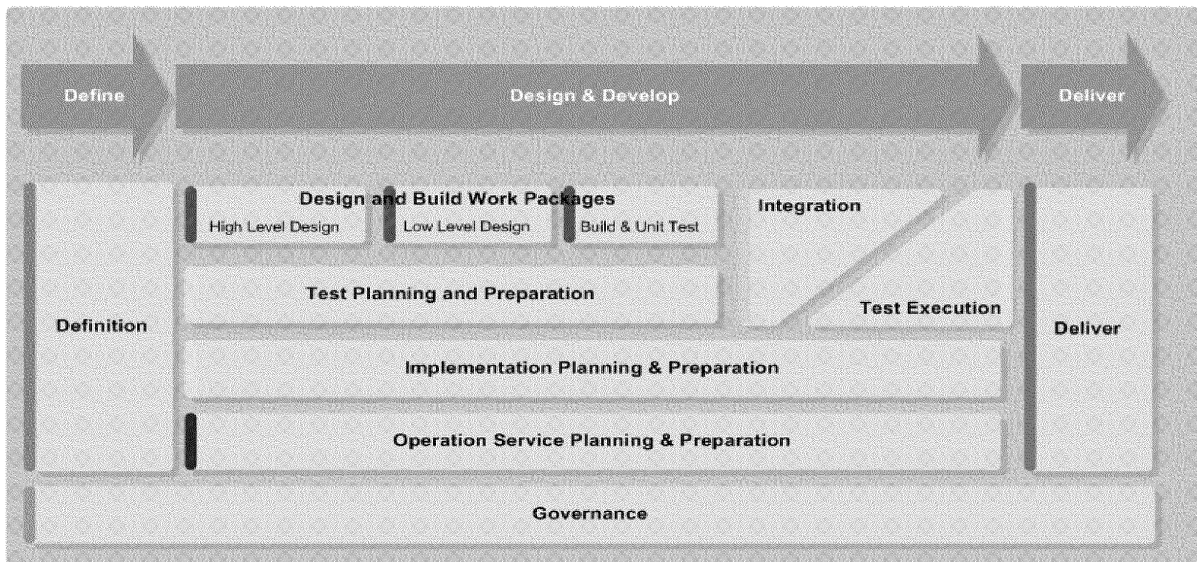 Define
Design & Develop
Deliver
Design and Build Work Packages
High Level Design
Low Level Design
Build & Unit Test
Integration
Test Planning and Preparation
Test Execution
Definition
Deliver
Implementation Planning & Preparation
Operation Service Planning & Preparation
Governance